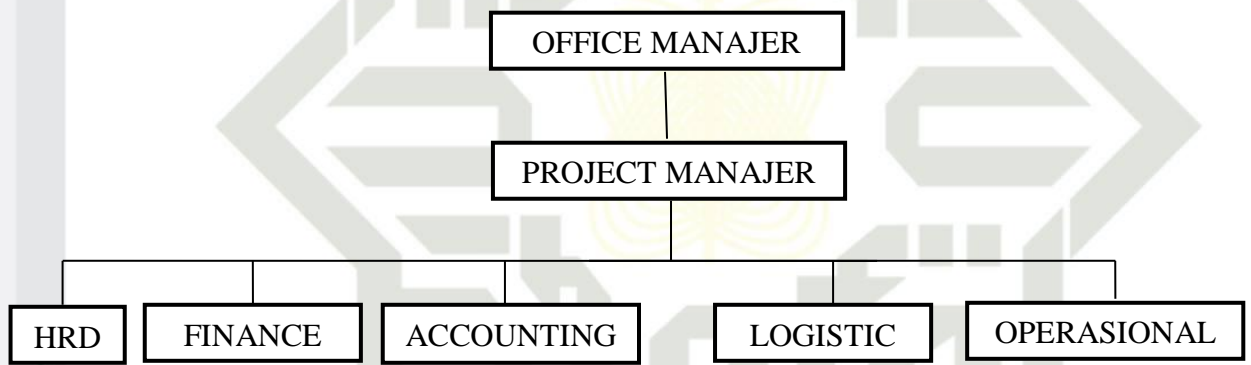 OFFICE MANAJER
PROJECT MANAJER
HRD
FINANCE
ACCOUNTING
LOGISTIC
OPERASIONAL